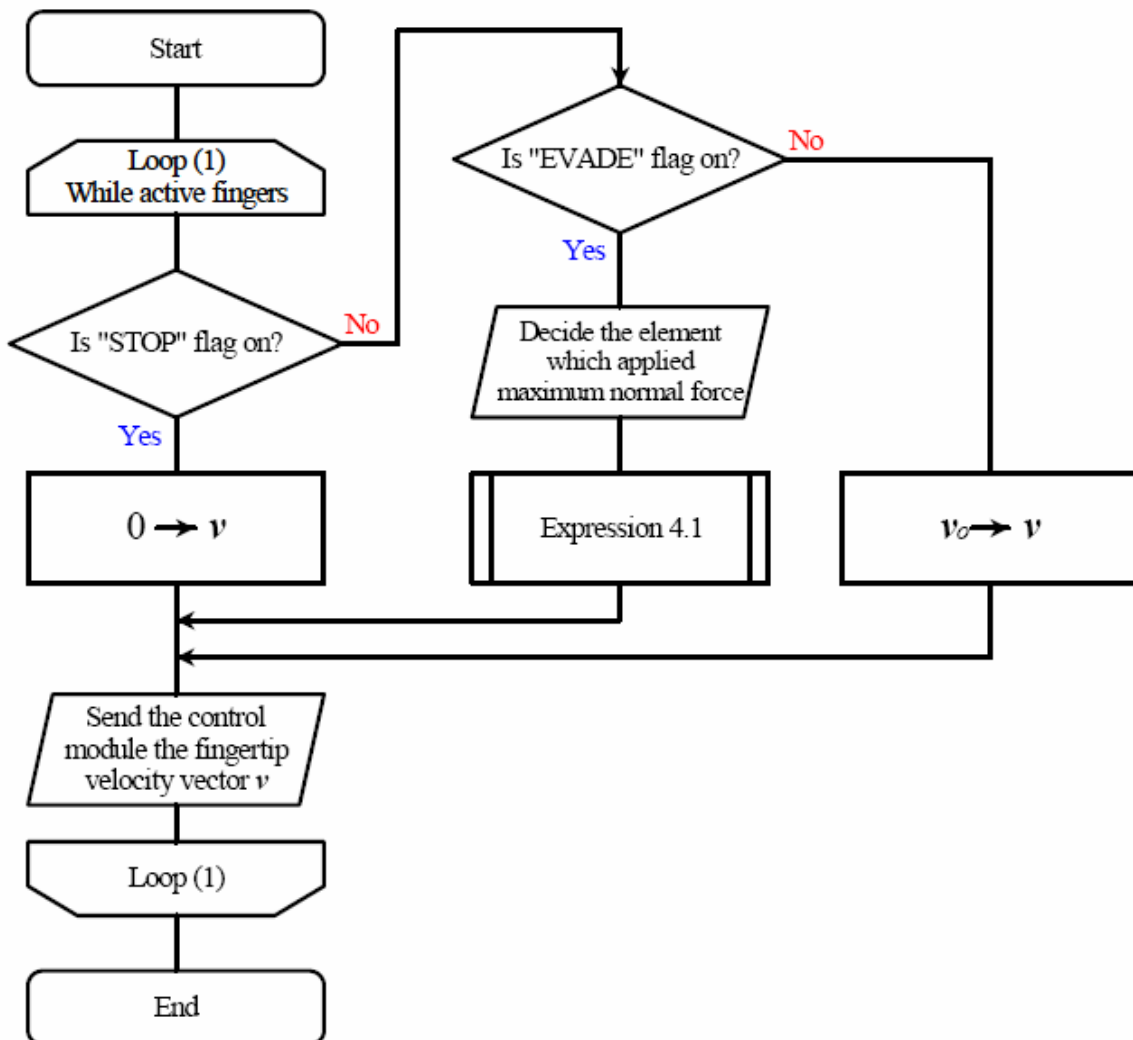 Start
Loop (1)
While active fingers
Is "STOP" flag on?
No
Yes
0 → v
Is "EVADE" flag on?
No
Yes
Decide the element
which applied
maximum normal force
Expression 4.1
vo → v
Send the control
module the fingertip
velocity vector v
Loop (1)
End